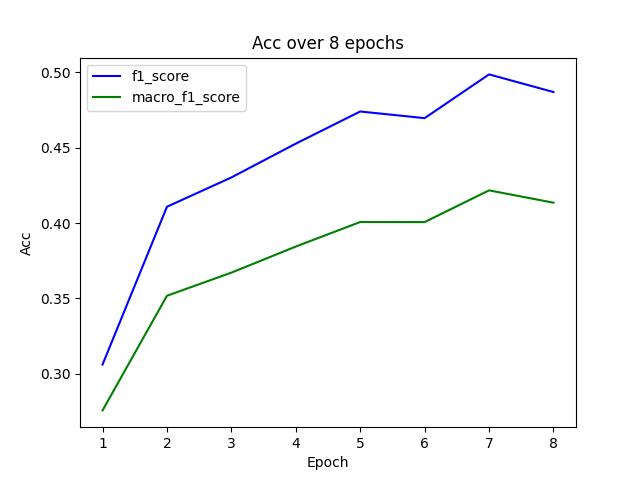 Acc over 8 epochs
f1_score
macro_f1_score
0.50
0.45
0.40
0.35
0.30
Acc
1 2 3 4 5 6 7 8
Epoch